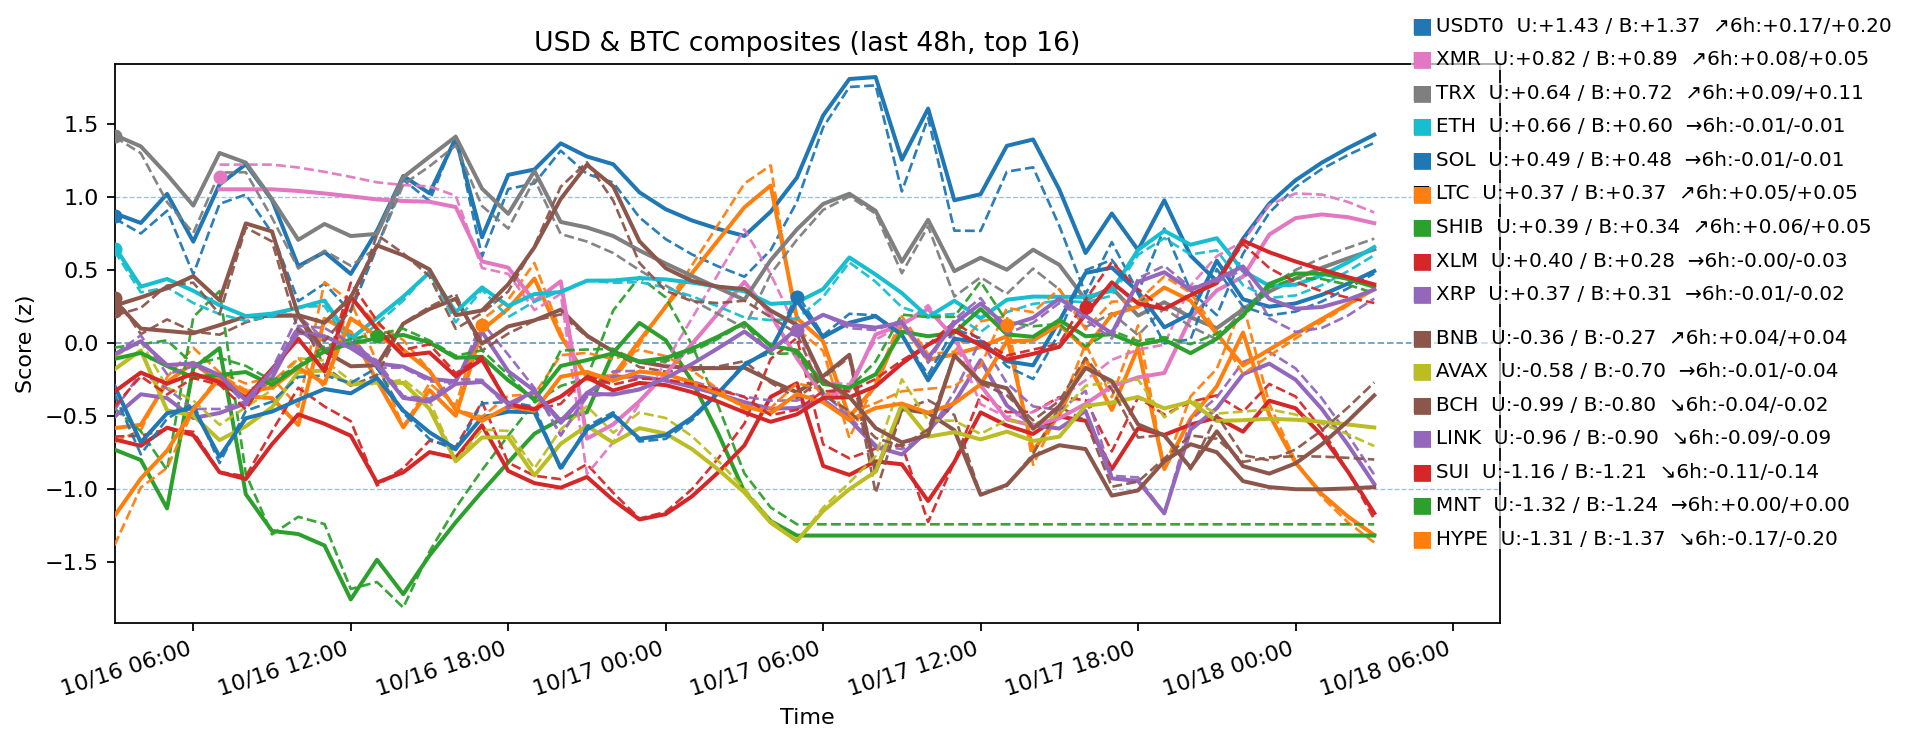 USD & BTC composites (last 48h, top 16)
USDT0 U:+1.43 / B:+1.37 ↗6h:+0.17/+0.20
XMR U:+0.82 / B:+0.89 ↗6h:+0.08/+0.05
TRX U:+0.64 / B:+0.72 ↗6h:+0.09/+0.11
ETH U:+0.66 / B:+0.60 →6h:-0.01/-0.01
SOL U:+0.49 / B:+0.48 →6h:-0.01/-0.01
LTC U:+0.37 / B:+0.37 ↗6h:+0.05/+0.05
SHIB U:+0.39 / B:+0.34 ↗6h:+0.06/+0.05
XLM U:+0.40 / B:+0.28 →6h:-0.00/-0.03
XRP U:+0.37 / B:+0.31 →6h:-0.01/-0.02
BNB U:-0.36 / B:-0.27 ↗6h:+0.04/+0.04
AVAX U:-0.58 / B:-0.70 →6h:-0.01/-0.04
BCH U:-0.99 / B:-0.80 ↘6h:-0.04/-0.02
LINK U:-0.96 / B:-0.90 ↘6h:-0.09/-0.09
SUI U:-1.16 / B:-1.21 ↘6h:-0.11/-0.14
MNT U:-1.32 / B:-1.24 →6h:+0.00/+0.00
HYPE U:-1.31 / B:-1.37 ↘6h:-0.17/-0.20
Score (z)
1.5
1.0
0.5
0.0
−0.5
−1.0
−1.5
10/16 06:00
10/16 12:00
10/16 18:00
10/17 00:00
10/17 06:00
10/17 12:00
10/17 18:00
10/18 00:00
10/18 06:00
Time